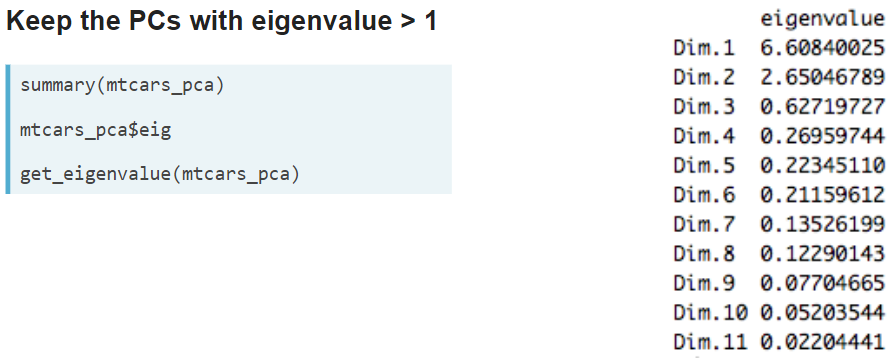 Keep the PCs with eigenvalue > 1
summary(mtcars_pca)
mtcars_pca$eig
get_eigenvalue(mtcars_pca)
eigenvalue
Dim.1 6.60840025
Dim.2 2.65046789
Dim.3 0.62719727
Dim.4 0.26959744
Dim.5 0.22345110
Dim.6 0.21159612
Dim.7 0.13526199
Dim.8 0.12290143
Dim.9 0.07704665
Dim.10 0.05203544
Dim.11 0.02204441